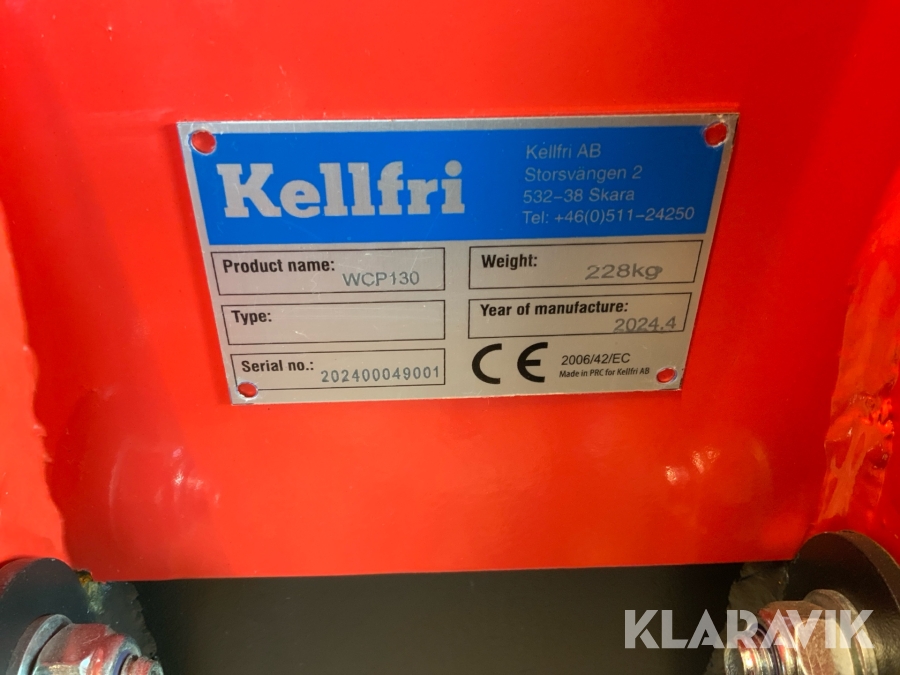 Kellfri
Kellfri AB
Storsvängen 2
532-38 Skara
Tel: +46(0)511-24250
Product name: WCP130
Weight: 228kg
Type:
Year of manufacture: 2024.4
Serial no.: 202400049001
CE 2006/42/EC
Made in PRC for Kellfri AB
KLARAVIK